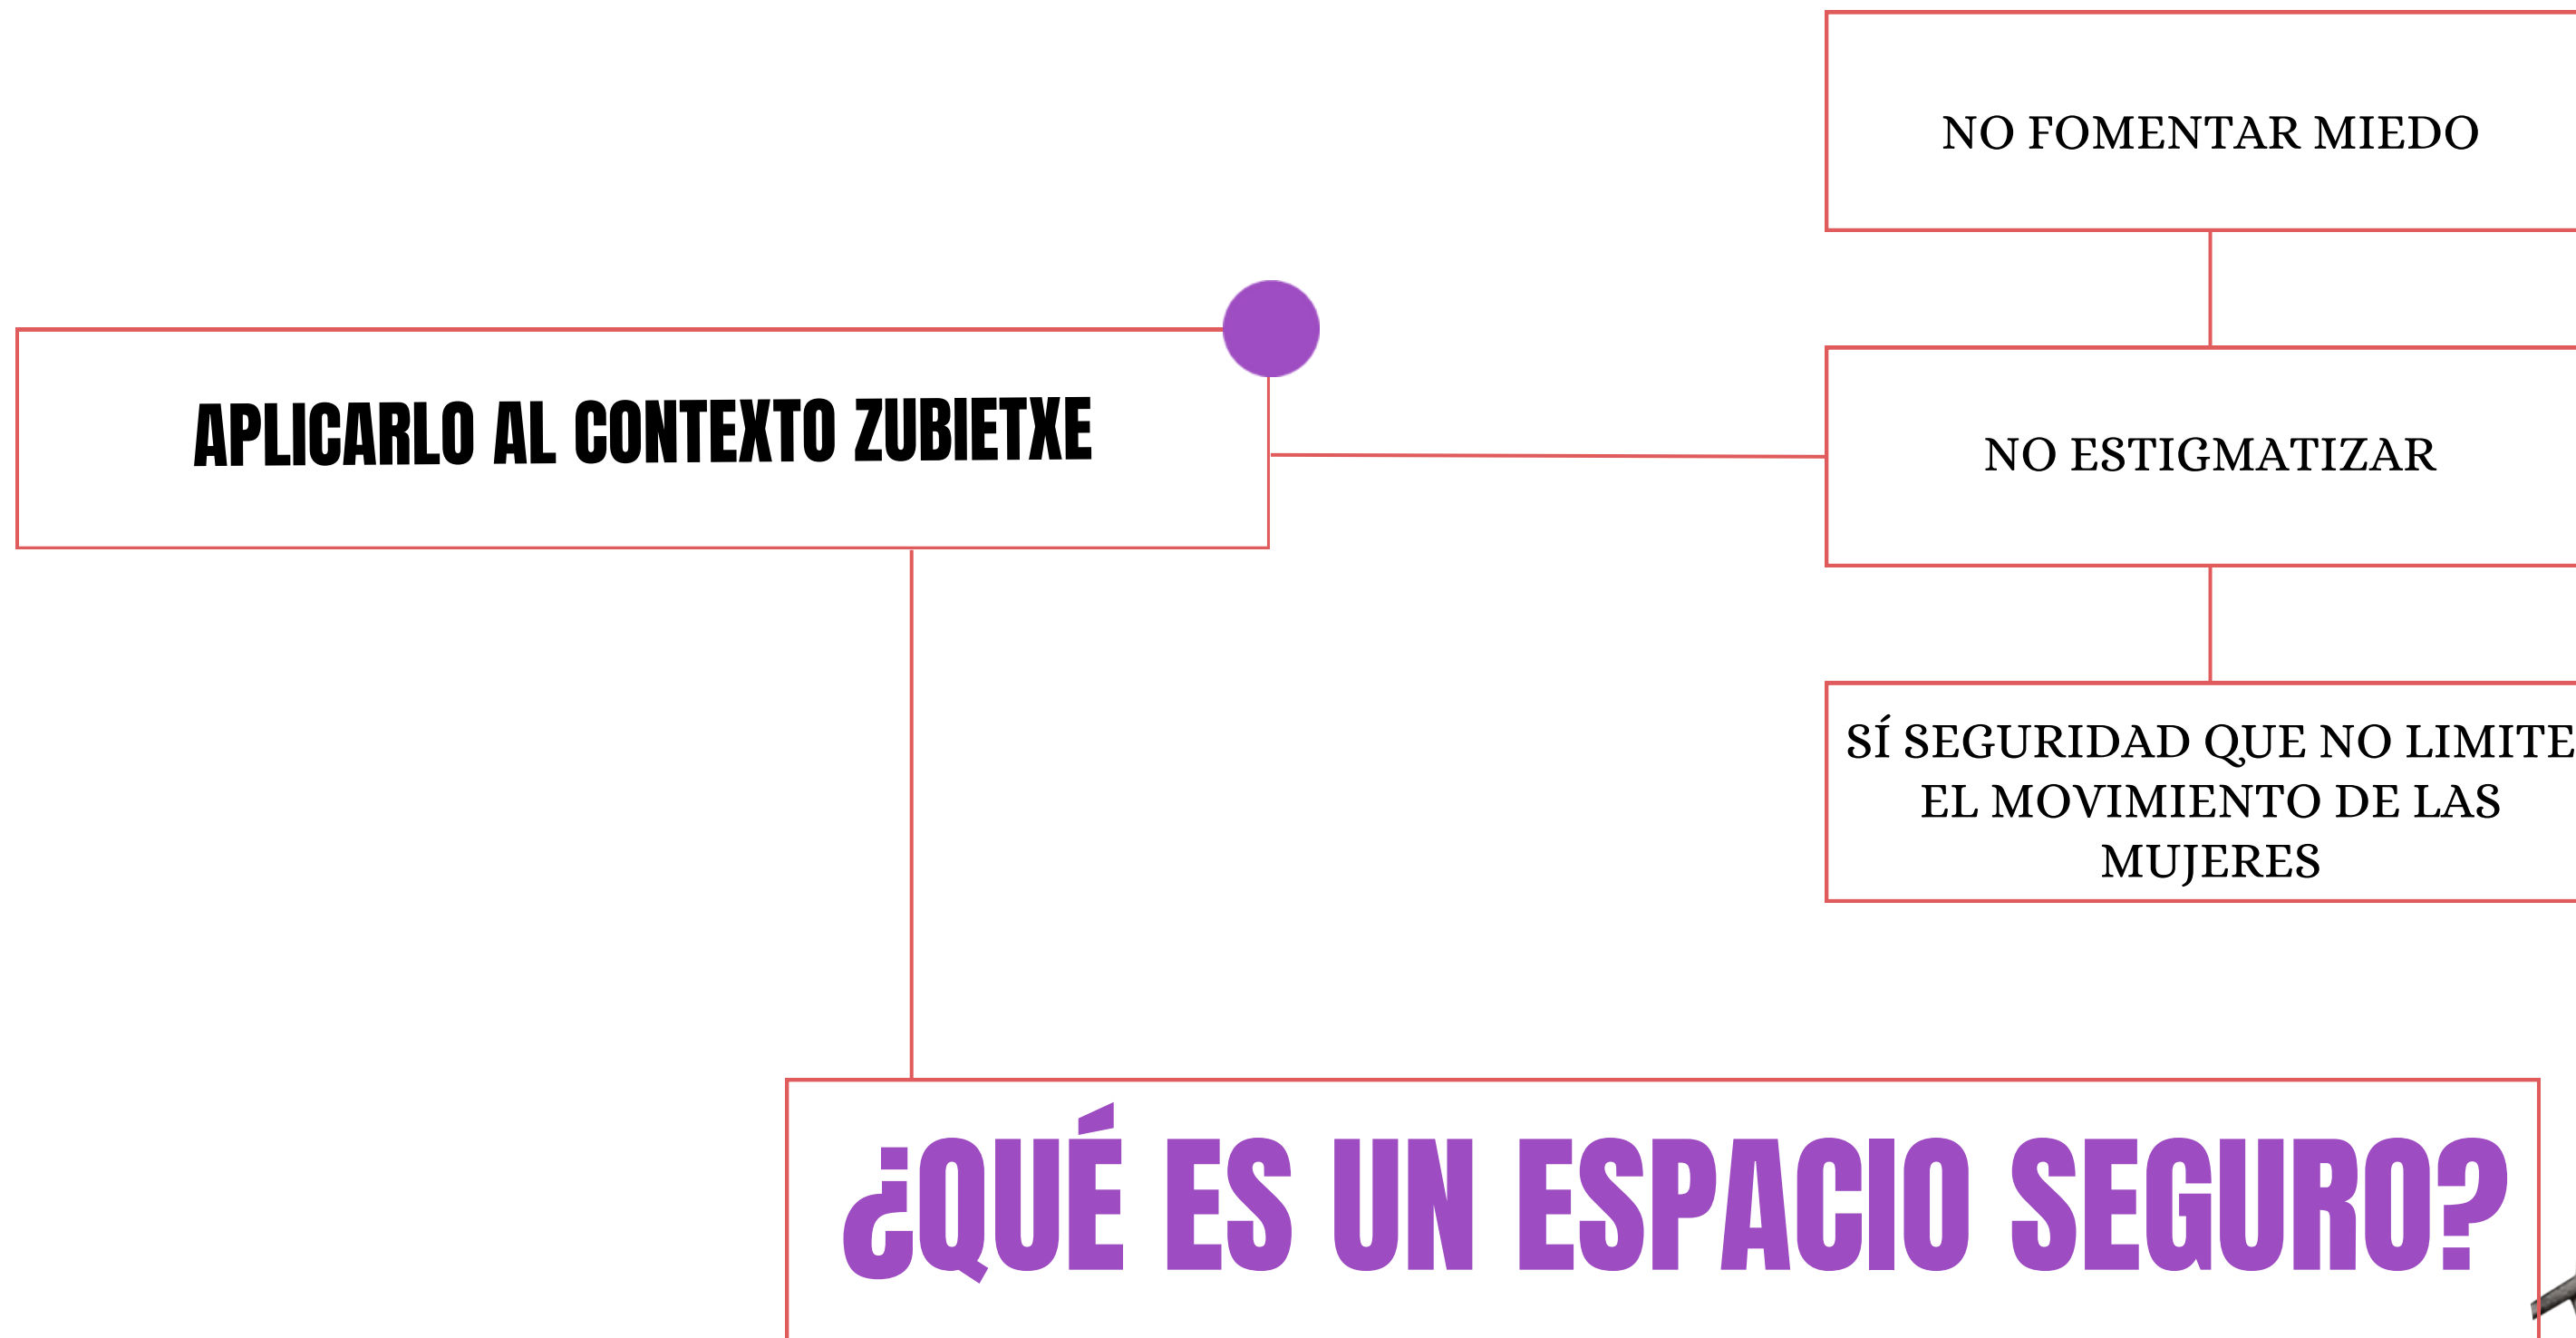 NO FOMENTAR MIEDO
APLICARLO AL CONTEXTO ZUBIETXE
NO ESTIGMATIZAR
SÍ SEGURIDAD QUE NO LIMITE
EL MOVIMIENTO DE LAS
MUJERES
¿QUÉ ES UN ESPACIO SEGURO?